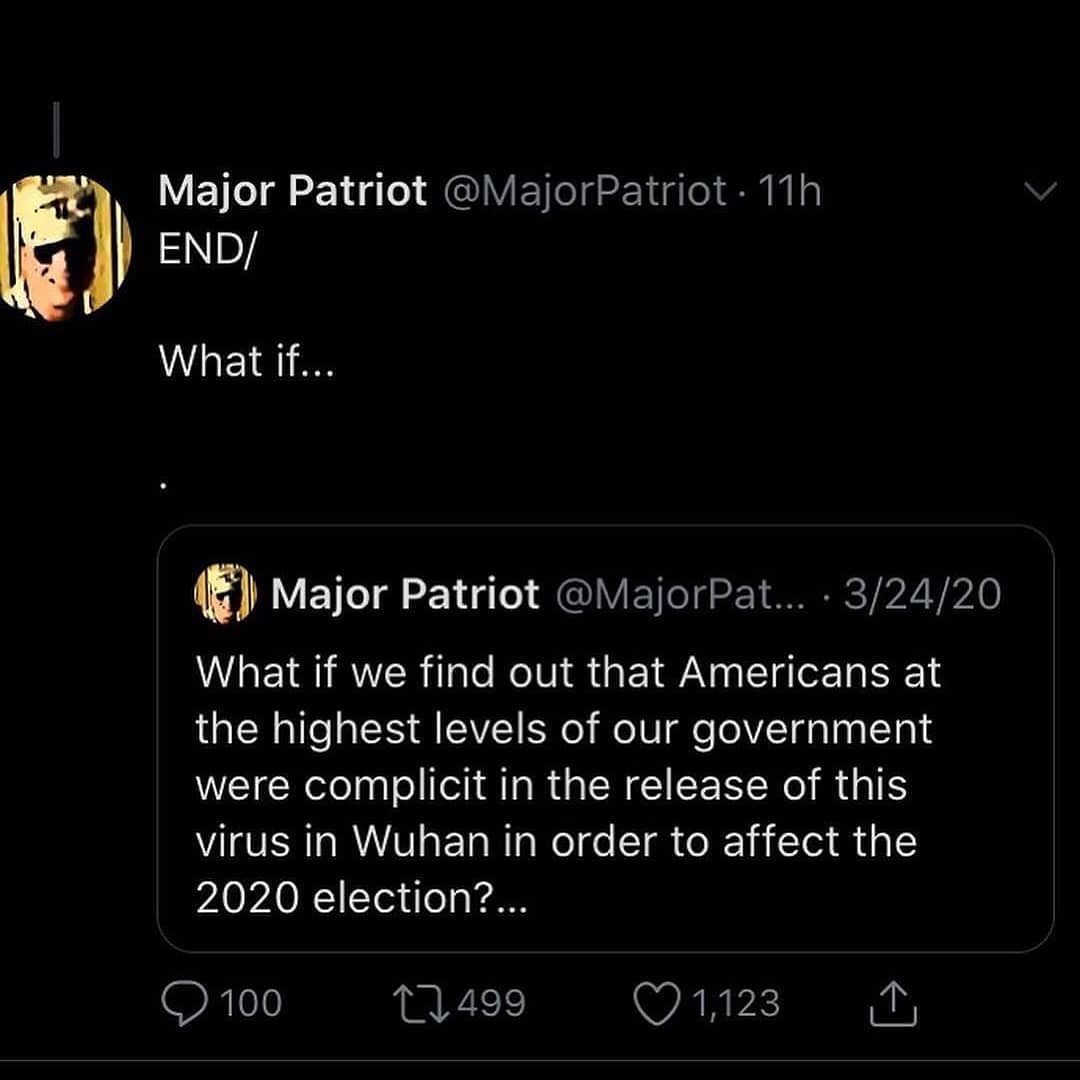 Major Patriot @MajorPatriot · 11h
END/
What if...
.
Major Patriot @MajorPat... · 3/24/20
What if we find out that Americans at
the highest levels of our government
were complicit in the release of this
virus in Wuhan in order to affect the
2020 election?...
100 499 1,123